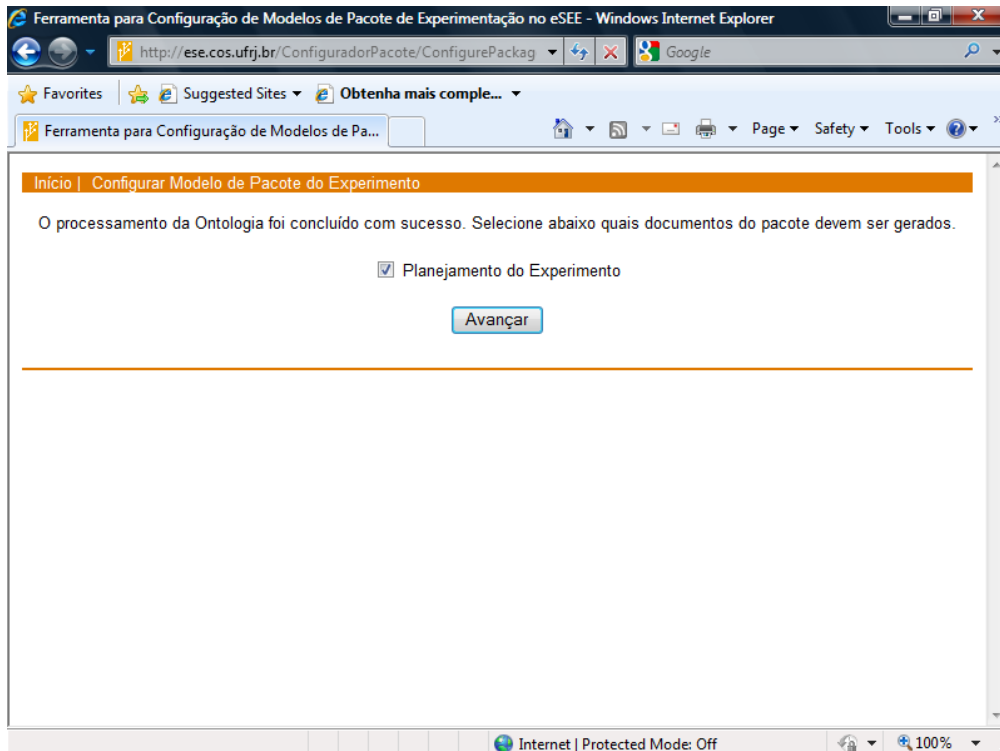 Ferramenta para Configuração de Modelos de Pacote de Experimentação no eSEE - Windows Internet Explorer
http://ese.cos.ufrj.br/ConfiguradorPacote/ConfigurePackag
Google
Favorites
Suggested Sites
Obtenha mais comple...
Ferramenta para Configuração de Modelos de Pa...
Page
Safety
Tools
Início | Configurar Modelo de Pacote do Experimento
O processamento da Ontologia foi concluído com sucesso. Selecione abaixo quais documentos do pacote devem ser gerados.
Planejamento do Experimento
Avançar
Internet | Protected Mode: Off
100%